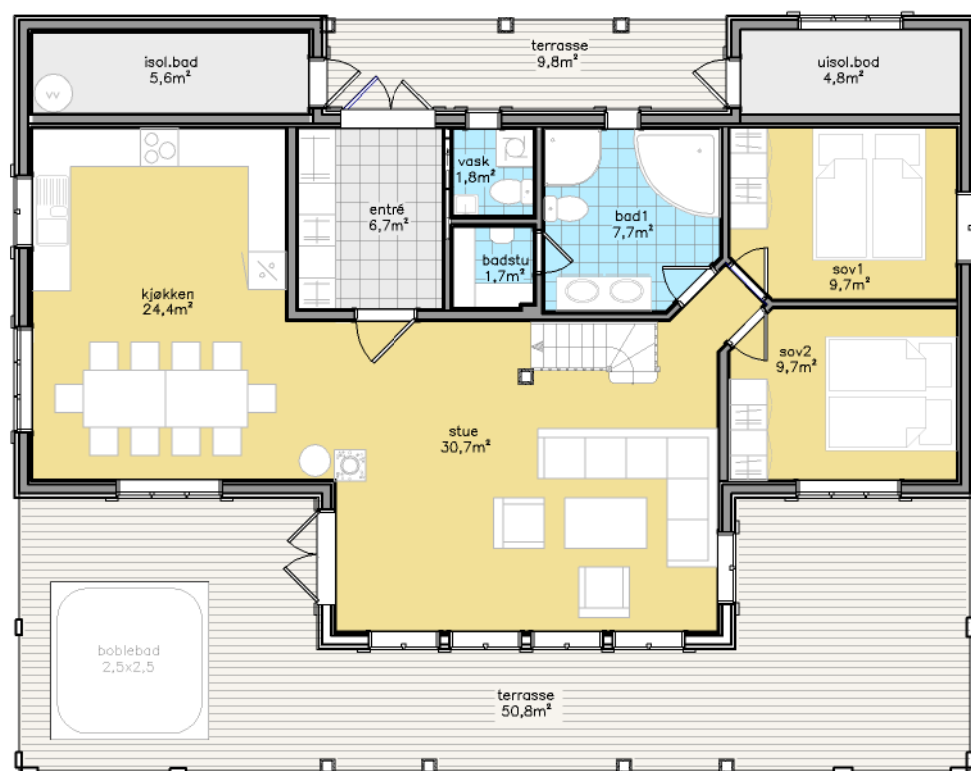 terrasse
9,8m²
isol.bad
5,6m²
uisol.bod
4,8m²
vv
vask
1,8m²
entré
6,7m²
bad1
7,7m²
badstu
1,7m²
sov1
9,7m²
kjøkken
24,4m²
sov2
9,7m²
stue
30,7m²
boblebad
2,5x2,5
terrasse
50,8m²